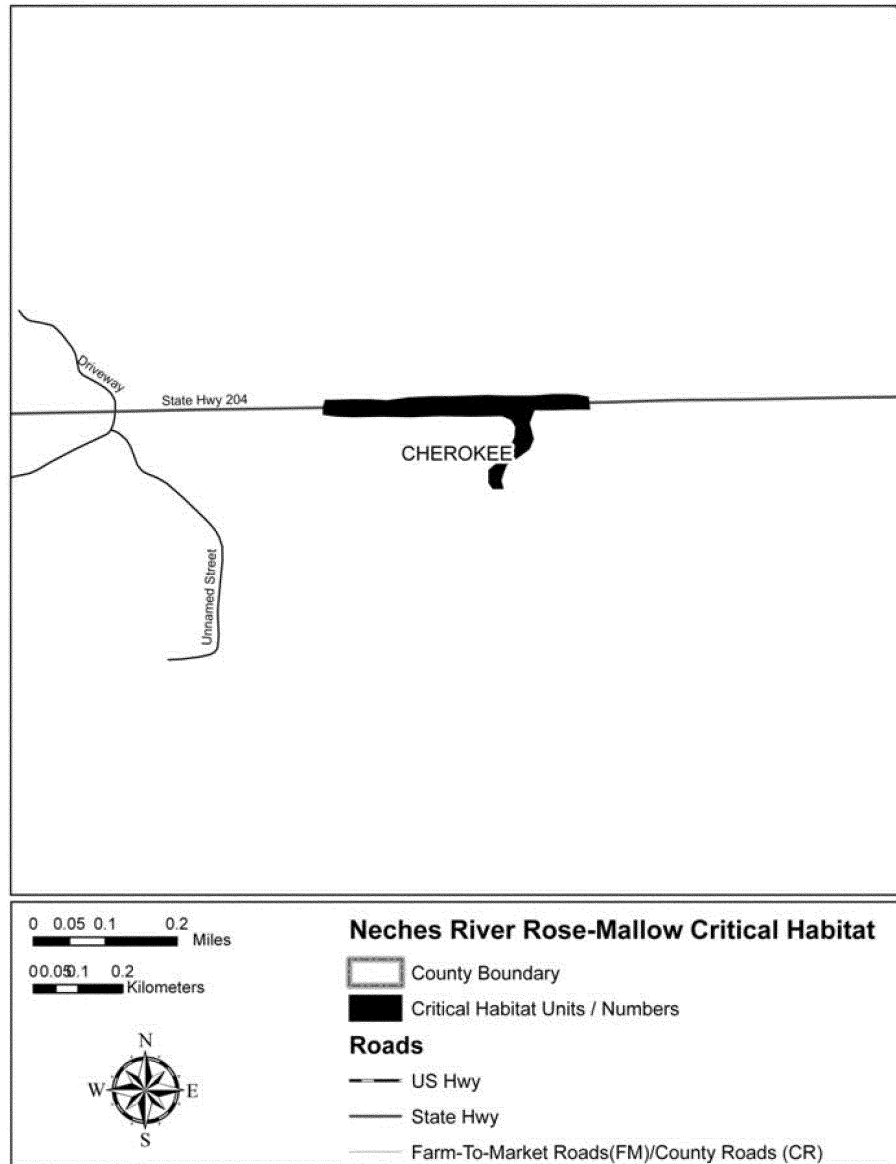 Driveway
State Hwy 204
CHEROKEE
Unnamed Street
0 0.05 0.1 0.2
Miles
0 0.05 0.1 0.2
Kilometers
N
W E
S
Neches River Rose-Mallow Critical Habitat
County Boundary
Critical Habitat Units / Numbers
Roads
US Hwy
State Hwy
Farm-To-Market Roads(FM)/County Roads (CR)